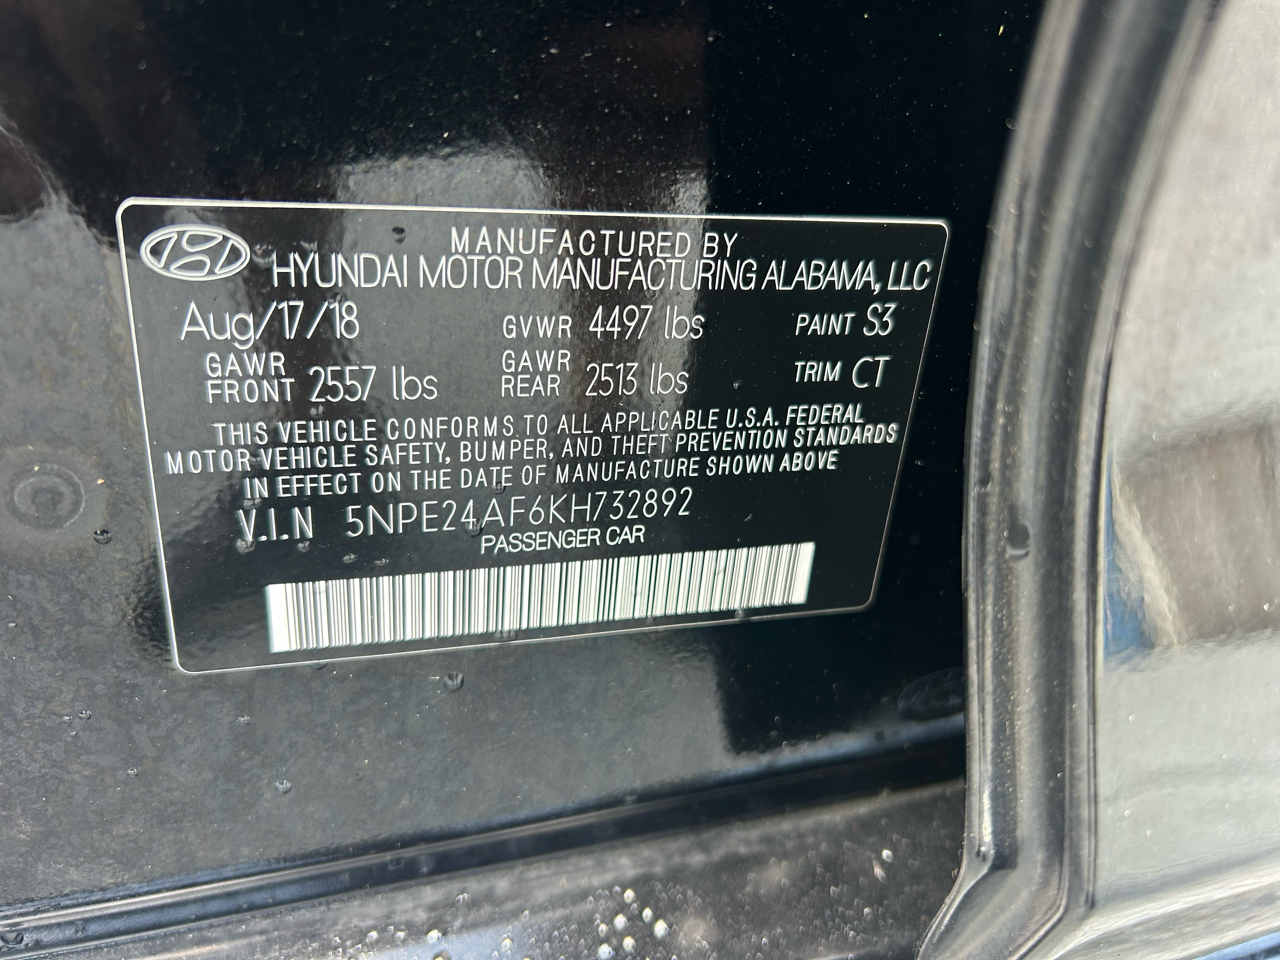 MANUFACTURED BY
HYUNDAI MOTOR MANUFACTURING ALABAMA, LLC
Aug/17/18 GVWR 4497 lbs PAINT S3
GAWR FRONT 2557 lbs GAWR REAR 2513 lbs TRIM CT
THIS VEHICLE CONFORMS TO ALL APPLICABLE U.S.A. FEDERAL
MOTOR VEHICLE SAFETY, BUMPER, AND THEFT PREVENTION STANDARDS
IN EFFECT ON THE DATE OF MANUFACTURE SHOWN ABOVE
V.I.N 5NPE24AF6KH732892
PASSENGER CAR